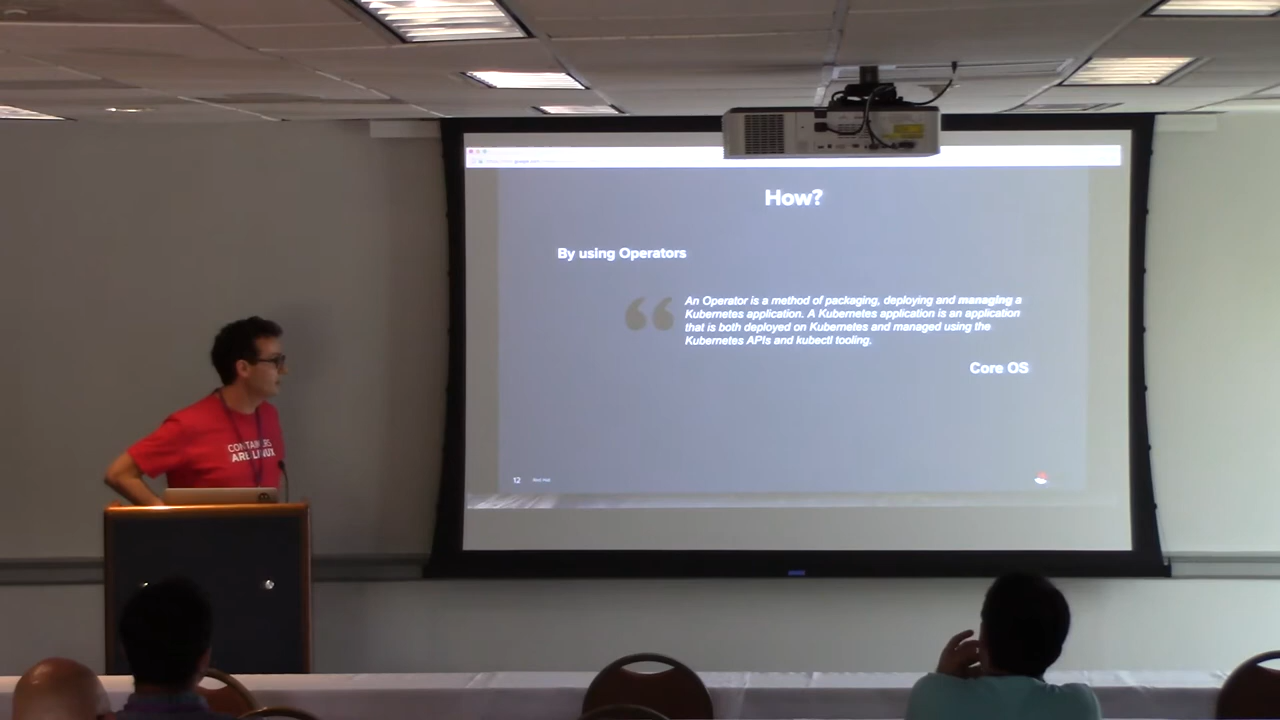 How?
By using Operators
An Operator is a method of packaging, deploying and managing a
Kubernetes application. A Kubernetes application is an application
that is both deployed on Kubernetes and managed using the
Kubernetes APIs and kubectl tooling.
Core OS
12
Red Hat
CONTAINERS
ARE LINUX